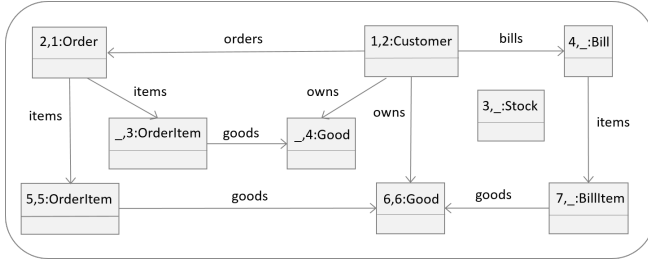 2,1:Order
orders
1,2:Customer
bills
4,_:Bill
items
items
owns
owns
3,_:Stock
items
_,3:OrderItem
goods
_,4:Good
5,5:OrderItem
goods
6,6:Good
goods
7,_:BillItem